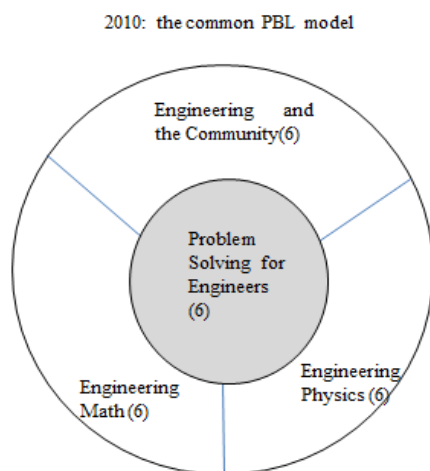 2010: the common PBL model
Engineering and
the Community(6)
Problem
Solving for
Engineers
(6)
Engineering
Math (6)
Engineering
Physics (6)